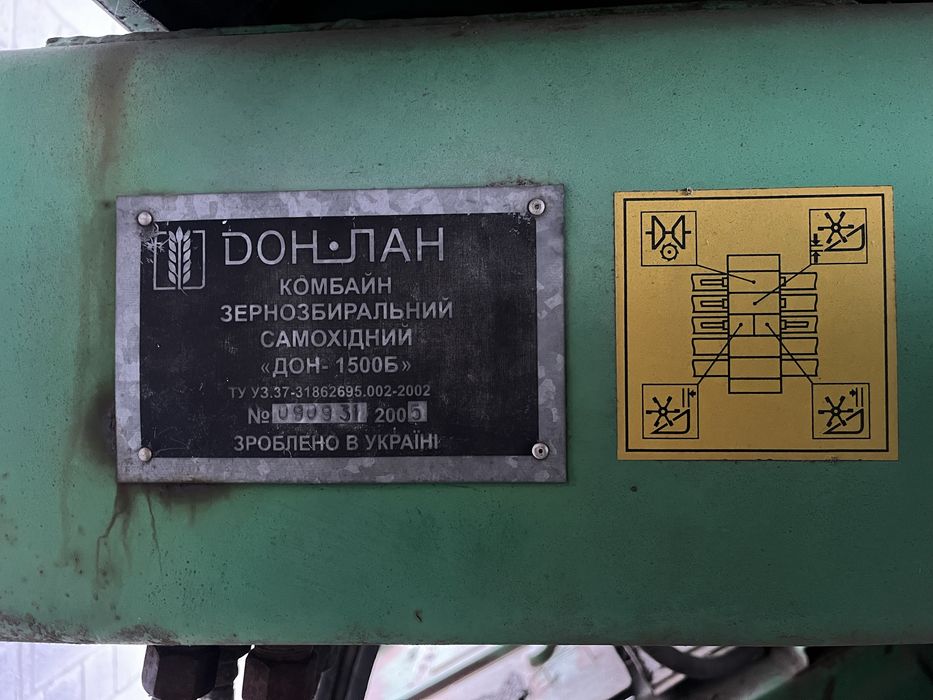 ДОН·ЛАН
КОМБАЙН
ЗЕРНОЗБИРАЛЬНИЙ
САМОХІДНИЙ
«ДОН- 1500Б»
ТУ У3.37-31862695.002-2002
№ 090931 2005
ЗРОБЛЕНО В УКРАЇНІ